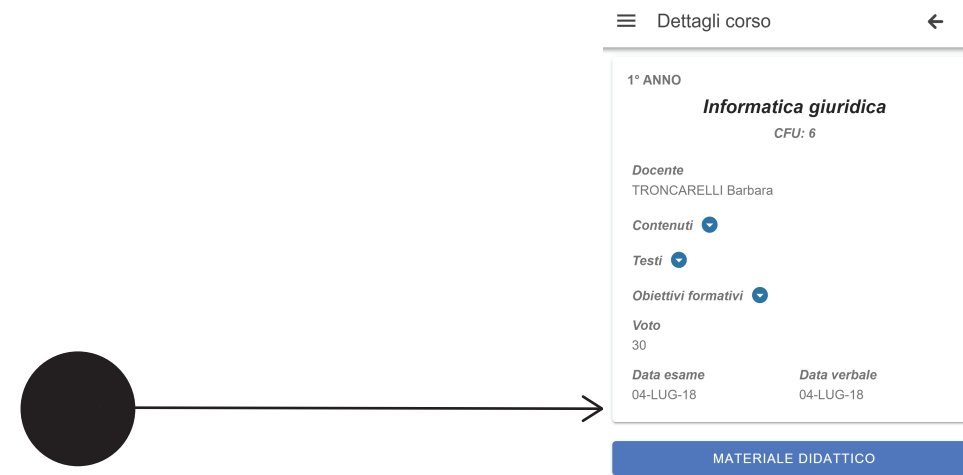 Dettagli corso
1° ANNO
Informatica giuridica
CFU: 6
Docente
TRONCARELLI Barbara
Contenuti
Testi
Obiettivi formativi
Voto
30
Data esame Data verbale
04-LUG-18 04-LUG-18
MATERIALE DIDATTICO